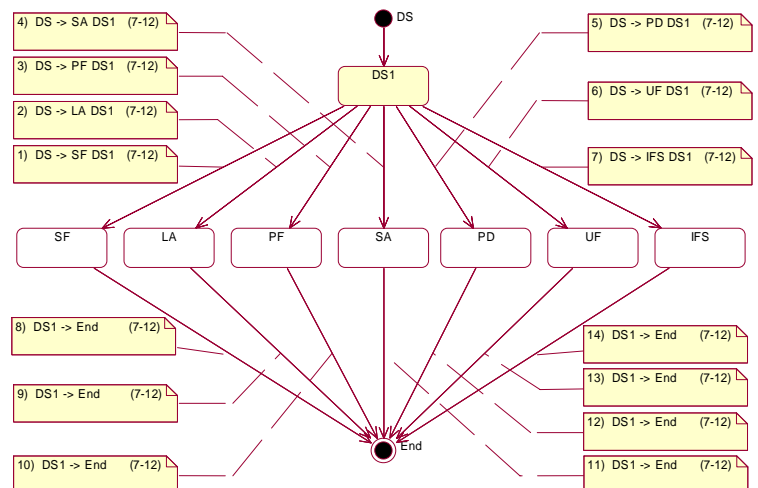 4) DS -> SA DS1 (7-12)
DS
5) DS -> PD DS1 (7-12)
3) DS -> PF DS1 (7-12)
DS1
6) DS -> UF DS1 (7-12)
2) DS -> LA DS1 (7-12)
1) DS -> SF DS1 (7-12)
7) DS -> IFS DS1 (7-12)
SF
LA
PF
SA
PD
UF
IFS
8) DS1 -> End (7-12)
14) DS1 -> End (7-12)
13) DS1 -> End (7-12)
9) DS1 -> End (7-12)
12) DS1 -> End (7-12)
End
10) DS1 -> End (7-12)
11) DS1 -> End (7-12)